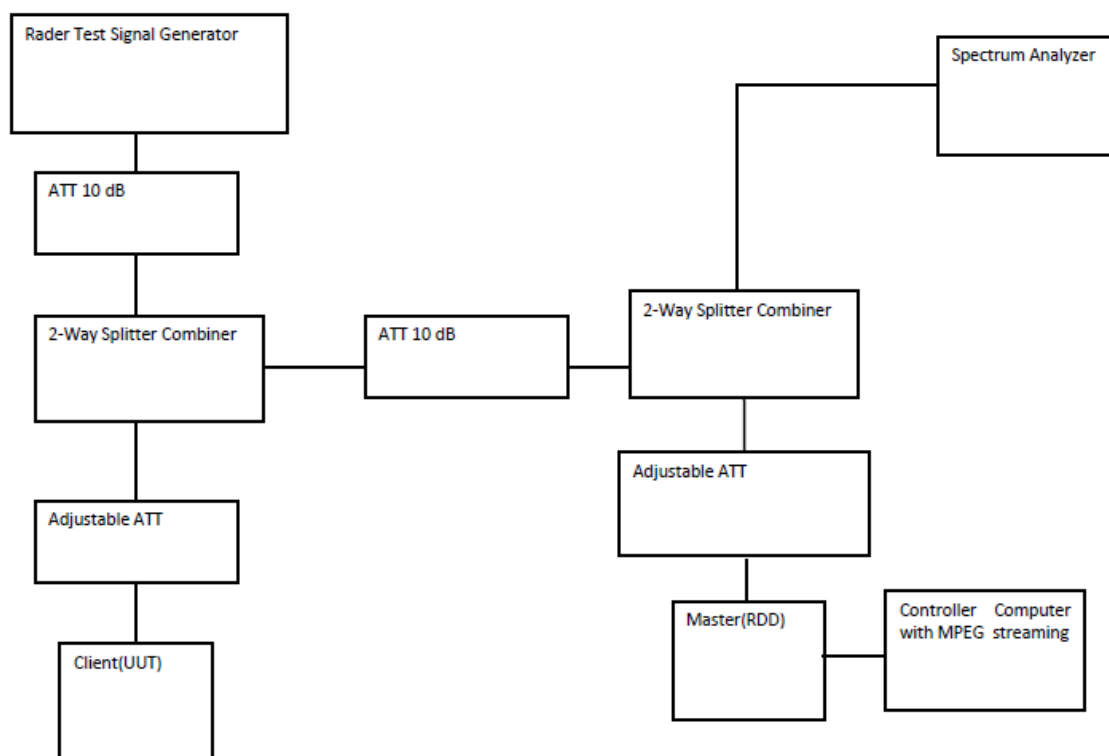 Rader Test Signal Generator
Spectrum Analyzer
ATT 10 dB
2-Way Splitter Combiner
ATT 10 dB
2-Way Splitter Combiner
Adjustable ATT
Adjustable ATT
Master(RDD)
Controller Computer
with MPEG streaming
Client(UUT)